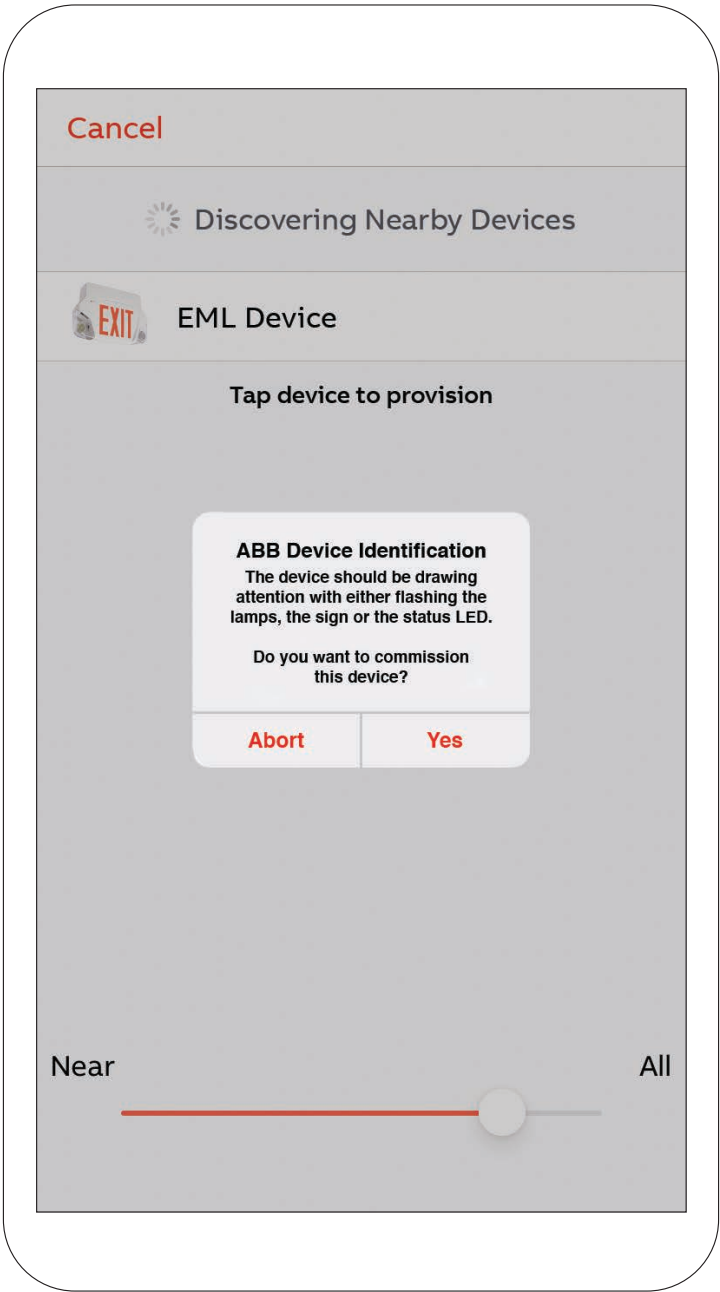 Cancel
Discovering Nearby Devices
EXIT
EML Device
Tap device to provision
ABB Device Identification
The device should be drawing
attention with either flashing the
lamps, the sign or the status LED.
Do you want to commission
this device?
Abort
Yes
Near
All